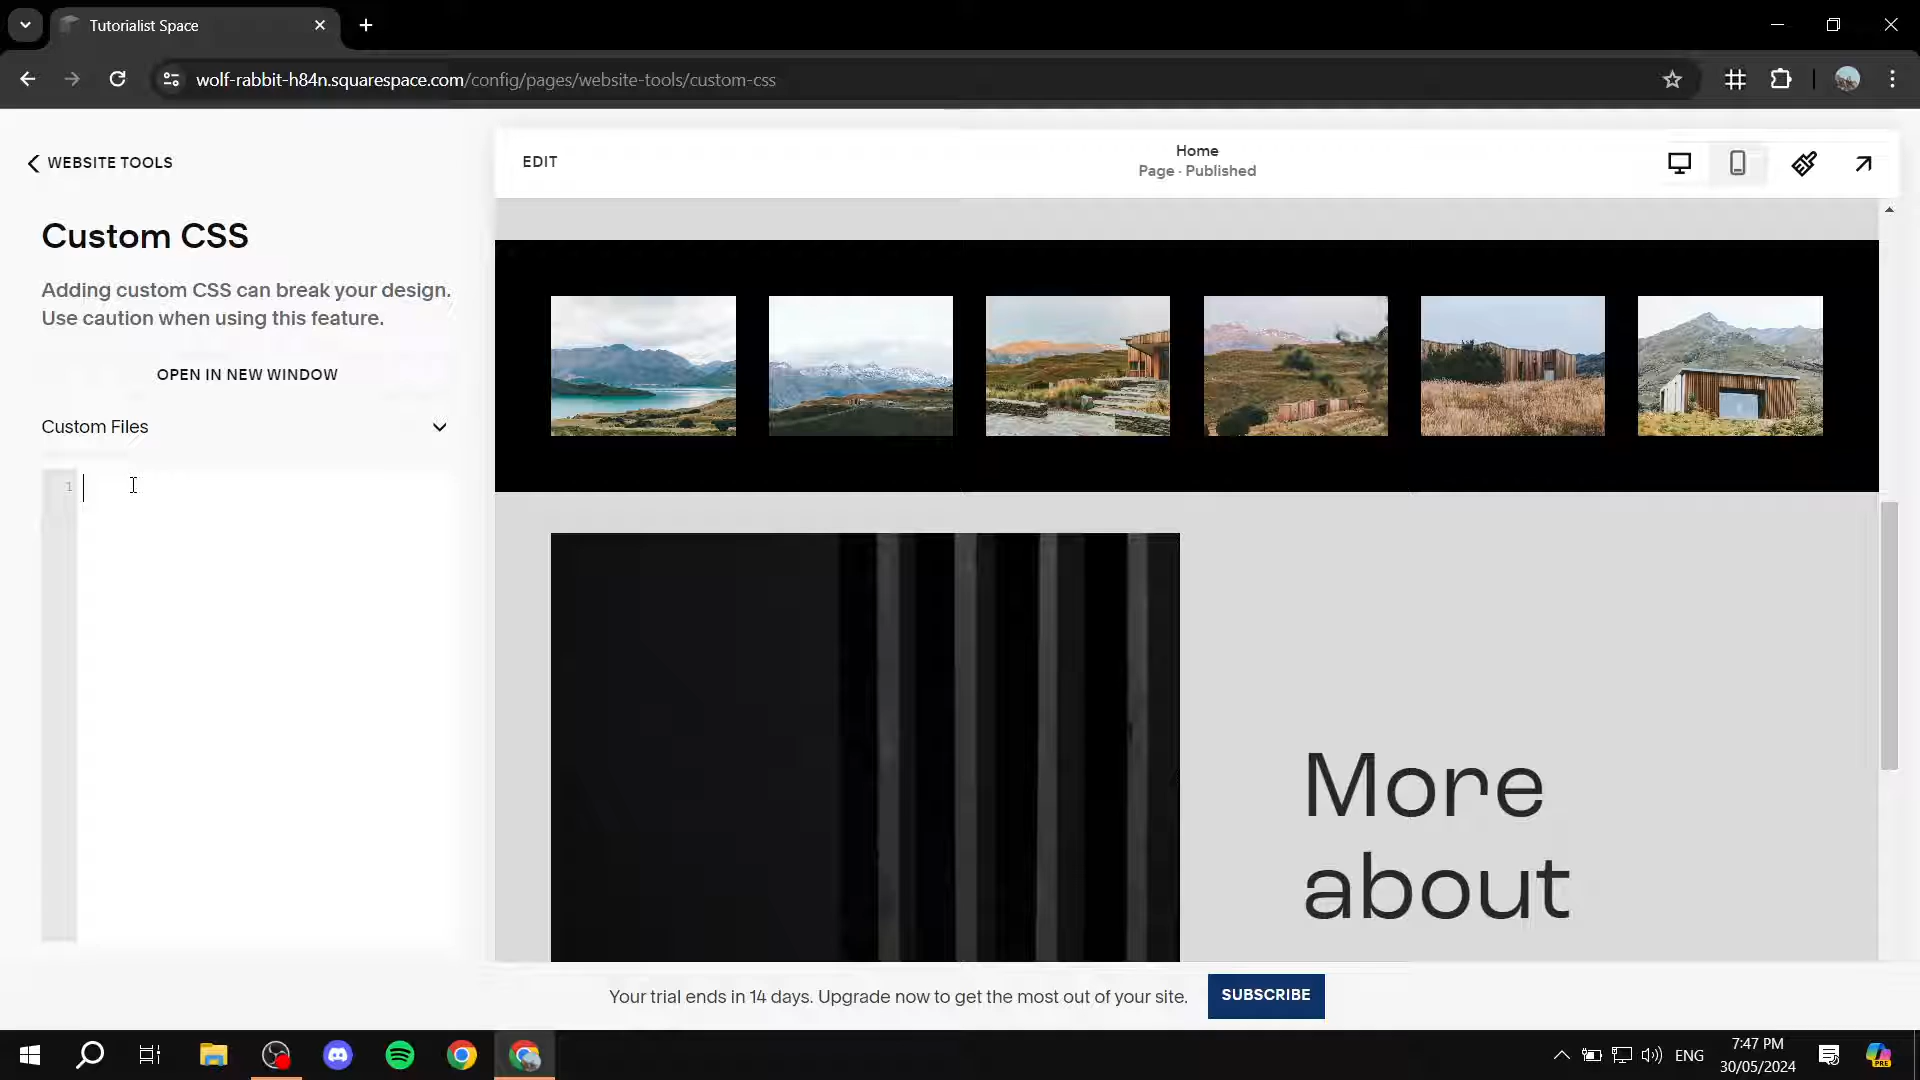 Tutorialist Space
wolf-rabbit-h84n.squarespace.com/config/pages/website-tools/custom-css
WEBSITE TOOLS
EDIT
Home
Page · Published
Custom CSS
Adding custom CSS can break your design.
Use caution when using this feature.
OPEN IN NEW WINDOW
Custom Files
1
More
about
Your trial ends in 14 days. Upgrade now to get the most out of your site.
SUBSCRIBE
ENG
7:47 PM
30/05/2024
PRE